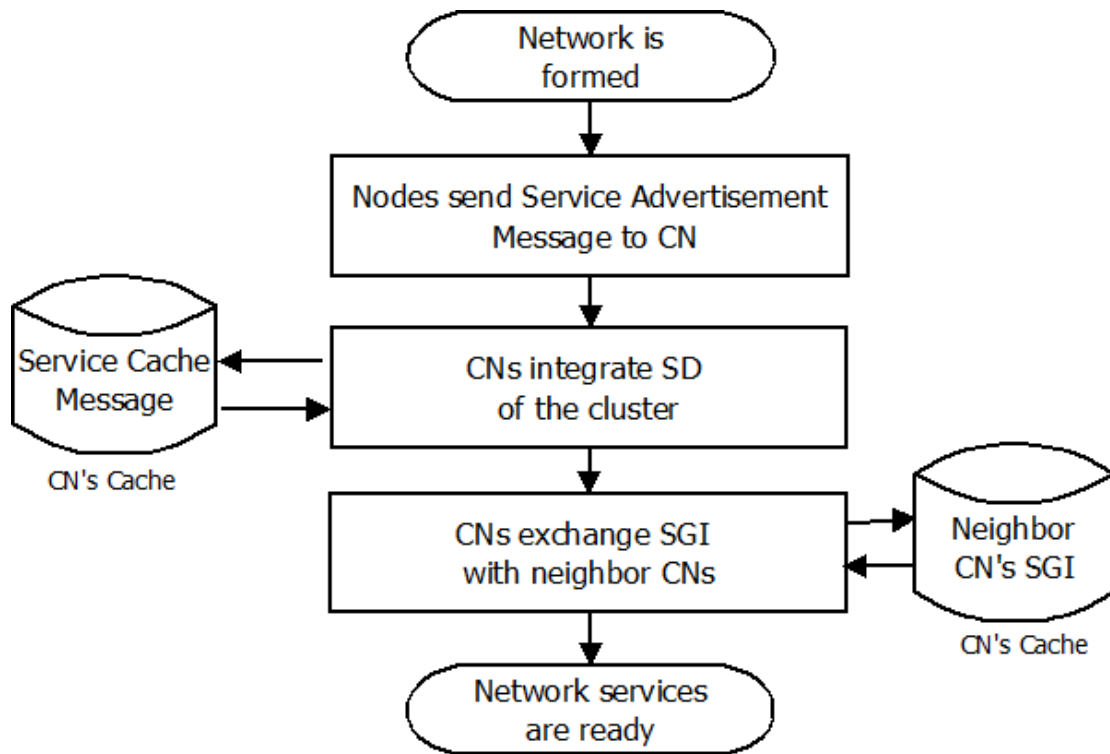 Network is
formed
Nodes send Service Advertisement
Message to CN
Service Cache
Message
CN's Cache
CNs integrate SD
of the cluster
CNs exchange SGI
with neighbor CNs
Neighbor
CN's SGI
CN's Cache
Network services
are ready